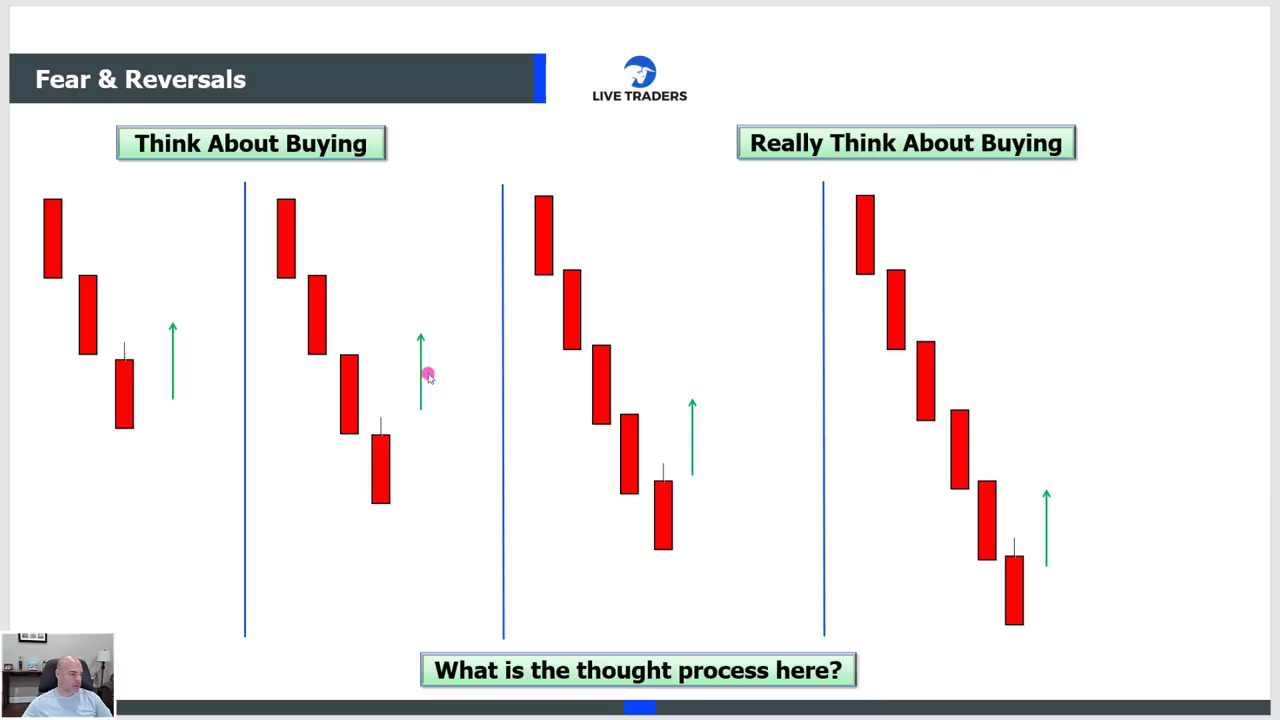 Fear & Reversals
LIVE TRADERS
Think About Buying
Really Think About Buying
What is the thought process here?